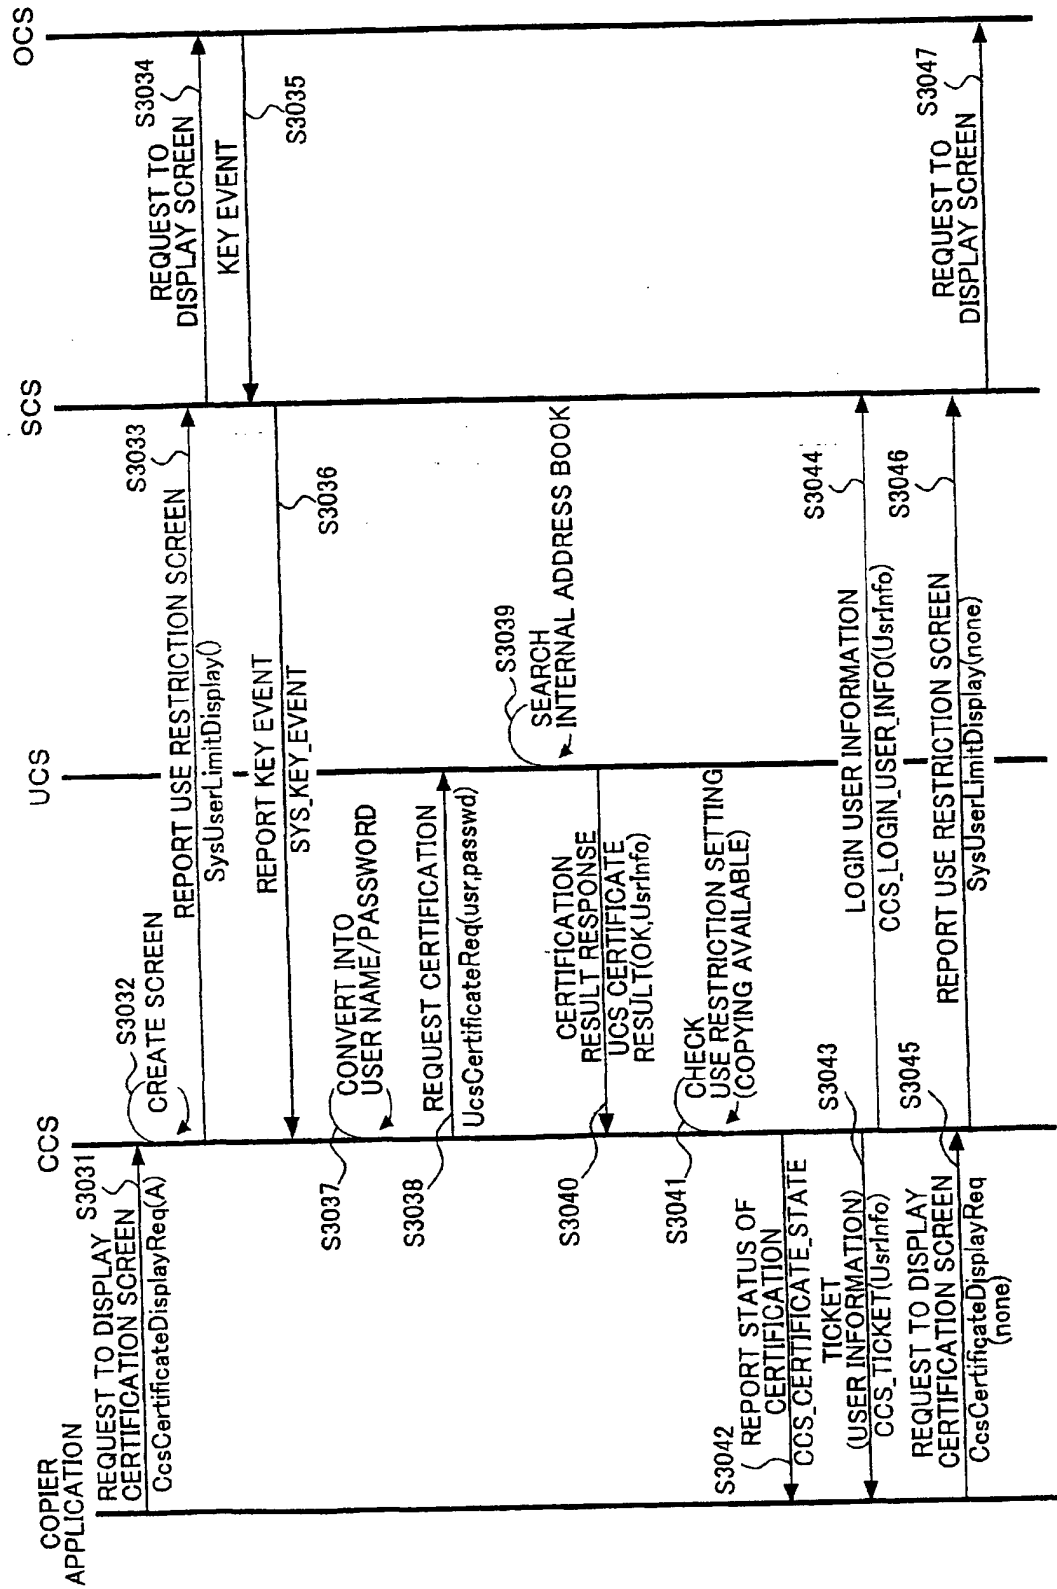 COPIER
APPLICATION
CCS
UCS
SCS
OCS
REQUEST TO DISPLAY
CERTIFICATION SCREEN
S3031
CcsCertificateDisplayReq(A)
S3032
CREATE SCREEN
REPORT USE RESTRICTION SCREEN
S3033
SysUserLimitDisplay()
REQUEST TO
DISPLAY SCREEN
S3034
KEY EVENT
S3035
REPORT KEY EVENT
SYS_KEY_EVENT
S3036
CONVERT INTO
USER NAME/PASSWORD
S3037
REQUEST CERTIFICATION
UcsCertificateReq(usr,passwd)
S3038
S3039
SEARCH
INTERNAL ADDRESS BOOK
CERTIFICATION
RESULT RESPONSE
UCS_CERTIFICATE
RESULT(OK,UsrInfo)
S3040
CHECK
USE RESTRICTION SETTING
(COPYING AVAILABLE)
S3041
S3042
REPORT STATUS OF
CERTIFICATION
CCS_CERTIFICATE_STATE
TICKET
(USER INFORMATION)
CCS_TICKET(UsrInfo)
S3043
LOGIN USER INFORMATION
CCS_LOGIN_USER_INFO(UsrInfo)
S3044
REQUEST TO DISPLAY
CERTIFICATION SCREEN
CcsCertificateDisplayReq
(none)
S3045
REPORT USE RESTRICTION SCREEN
SysUserLimitDisplay(none)
S3046
REQUEST TO
DISPLAY SCREEN
S3047